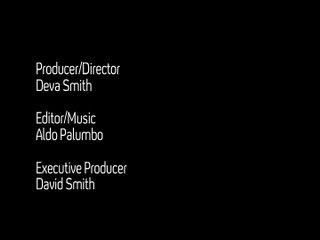 Producer/Director
Deva Smith
Editor/Music
Aldo Palumbo
Executive Producer
David Smith